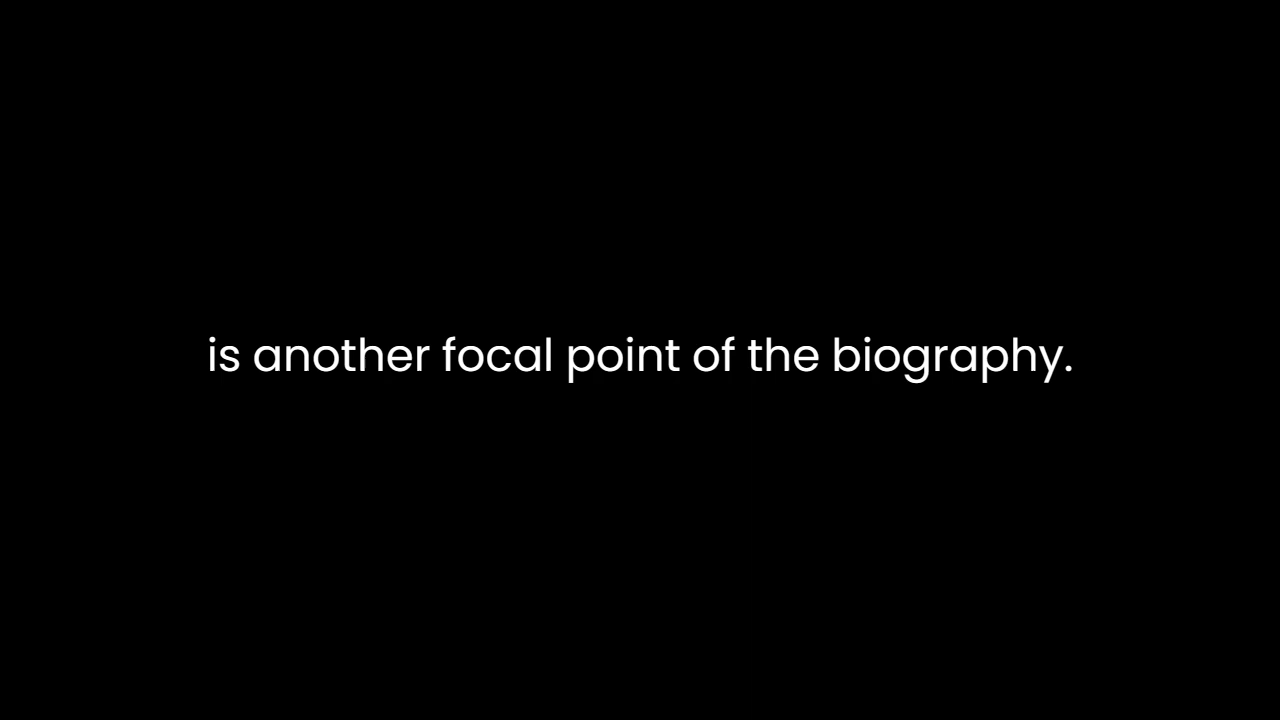 is another focal point of the biography.